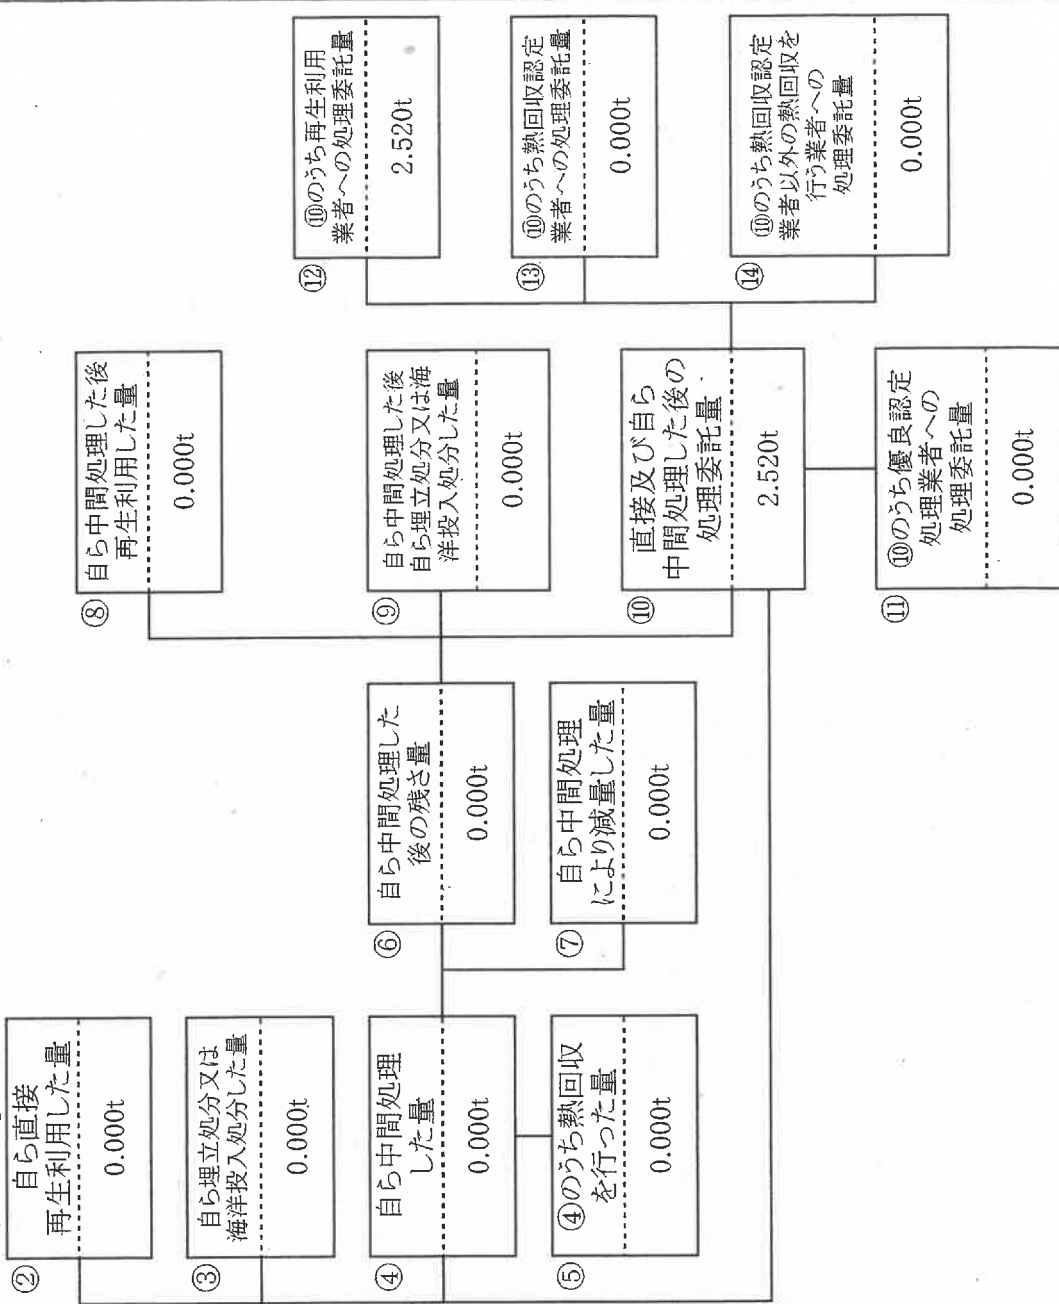 ②
自ら直接
再生利用した量
0.000t
③
自ら埋立処分又は
海洋投入処分した量
0.000t
④
自ら中間処理
した量
0.000t
⑤
④のうち熱回収
を行った量
0.000t
⑥
自ら中間処理した
後の残さ量
0.000t
⑦
自ら中間処理
により減量した量
0.000t
⑧
自ら中間処理した後
再生利用した量
0.000t
⑨
自ら中間処理した後
自ら埋立処分又は海
洋投入処分した量
0.000t
⑩
直接及び自ら
中間処理した後の
処理委託量
2.520t
⑪
⑩のうち優良認定
処理業者への
処理委託量
0.000t
⑫
⑩のうち再生利用
業者への処理委託量
2.520t
⑬
⑩のうち熱回収認定
業者への処理委託量
0.000t
⑭
⑩のうち熱回収認定
業者以外の熱回収を
行う業者への
処理委託量
0.000t